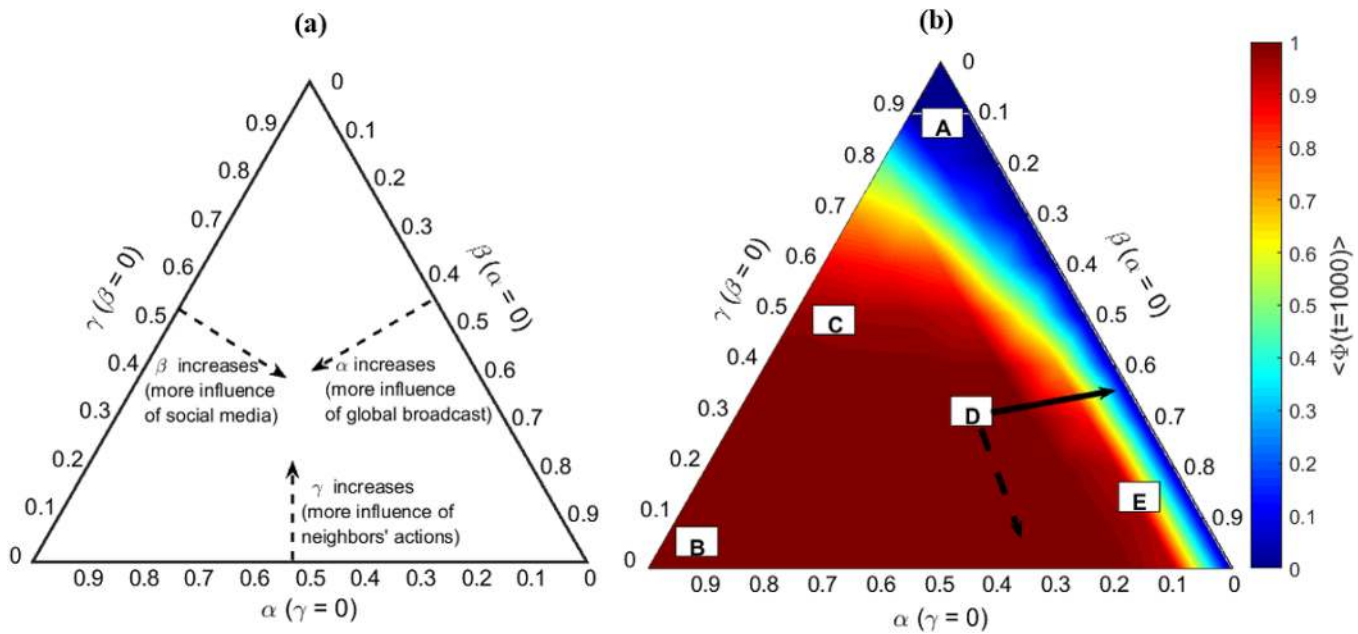 (a)
0
0.9
0.1
0.8
0.2
0.7
0.3
0.6
0.4
γ (β = 0)
β (α = 0)
0.5
0.5
β increases
(more influence
of social media)
α increases
(more influence
of global broadcast)
0.4
0.6
0.3
0.7
0.2
0.8
γ increases
(more influence of
neighbors' actions)
0.1
0.9
0
0.9 0.8 0.7 0.6 0.5 0.4 0.3 0.2 0.1 0
α (γ = 0)
(b)
0
0.9
0.1
A
0.8
0.2
0.7
0.3
0.6
0.4
γ (β = 0)
β (α = 0)
0.5
C
0.5
0.4
0.6
0.3
D
0.7
0.2
0.8
E
0.1
0.9
B
0
0.9 0.8 0.7 0.6 0.5 0.4 0.3 0.2 0.1 0
α (γ = 0)
1
0.9
0.8
0.7
0.6
0.5
0.4
0.3
0.2
0.1
0
<Φ(t=1000)>